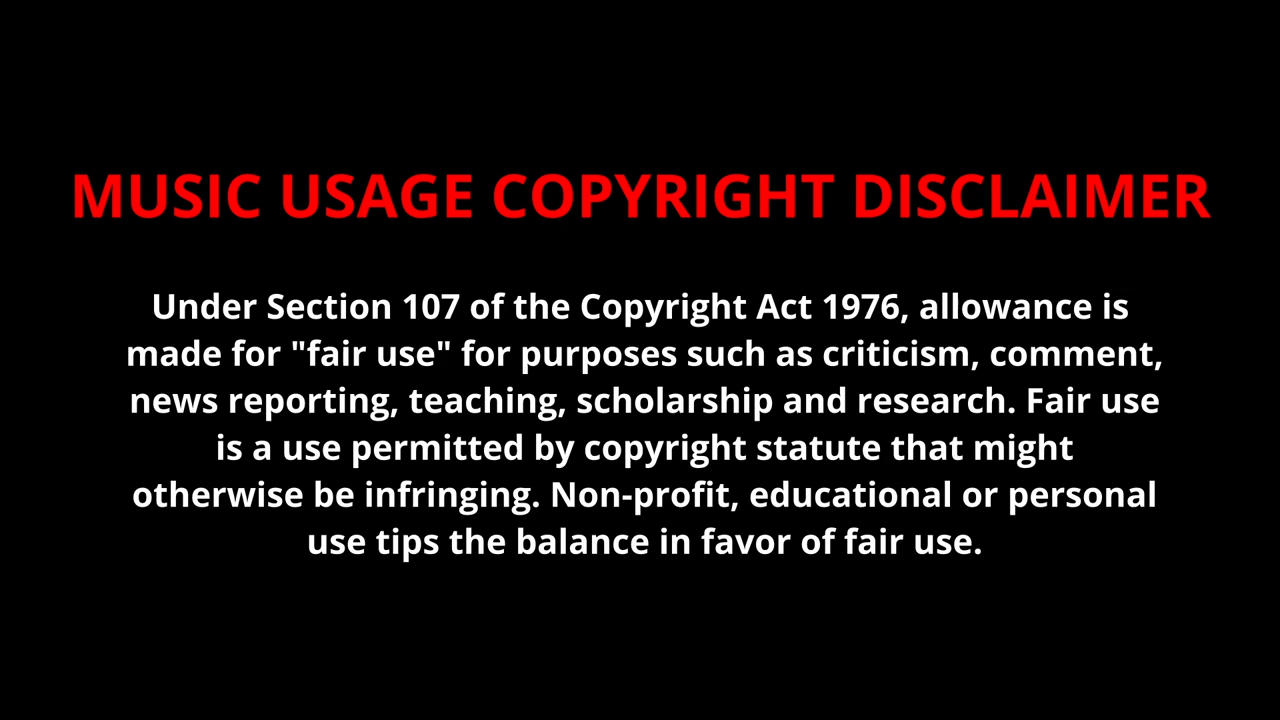 MUSIC USAGE COPYRIGHT DISCLAIMER
Under Section 107 of the Copyright Act 1976, allowance is
made for "fair use" for purposes such as criticism, comment,
news reporting, teaching, scholarship and research. Fair use
is a use permitted by copyright statute that might
otherwise be infringing. Non-profit, educational or personal
use tips the balance in favor of fair use.